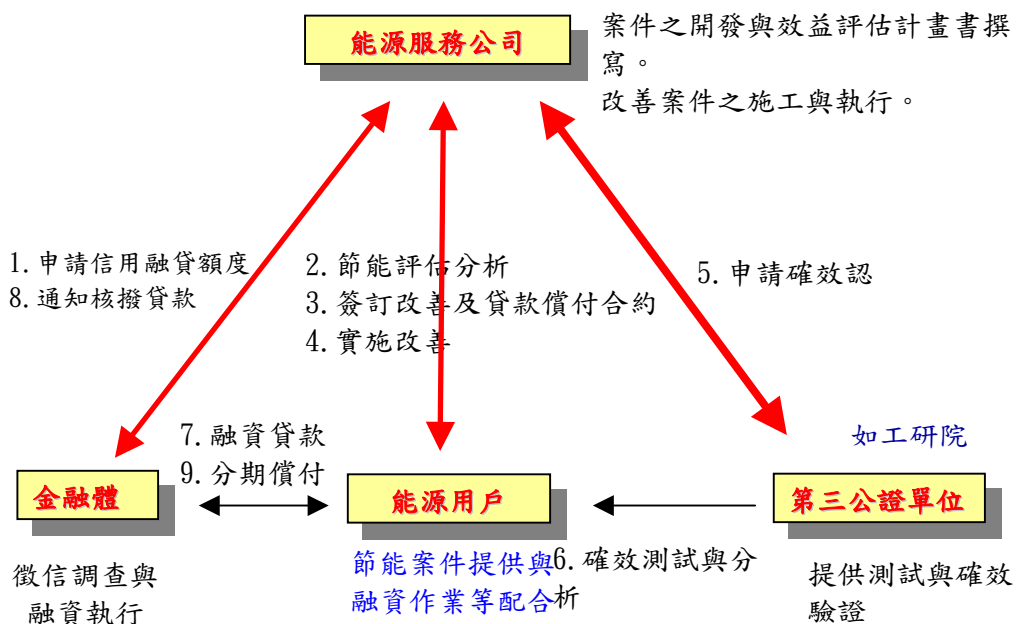 能源服務公司
案件之開發與效益評估計畫書撰
寫。
改善案件之施工與執行。
1.申請信用融貸額度
8.通知核撥貸款
2.節能評估分析
3.簽訂改善及貸款償付合約
4.實施改善
5.申請確效認
7.融資貸款
9.分期償付
如工研院
金融體
能源用戶
第三公證單位
徵信調查與
融資執行
節能案件提供與
融資作業等配合
6.確效測試與分
析
提供測試與確效
驗證